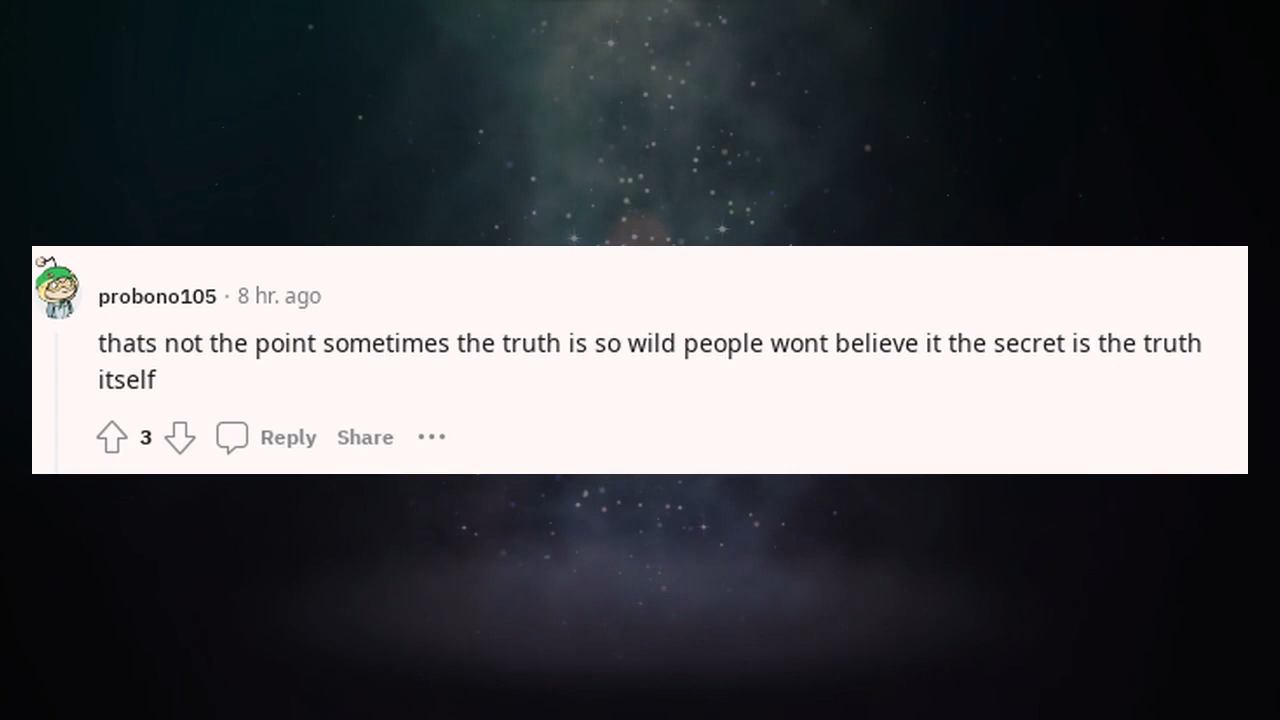 probono105 · 8 hr. ago
thats not the point sometimes the truth is so wild people wont believe it the secret is the truth
itself
3 Reply Share ...